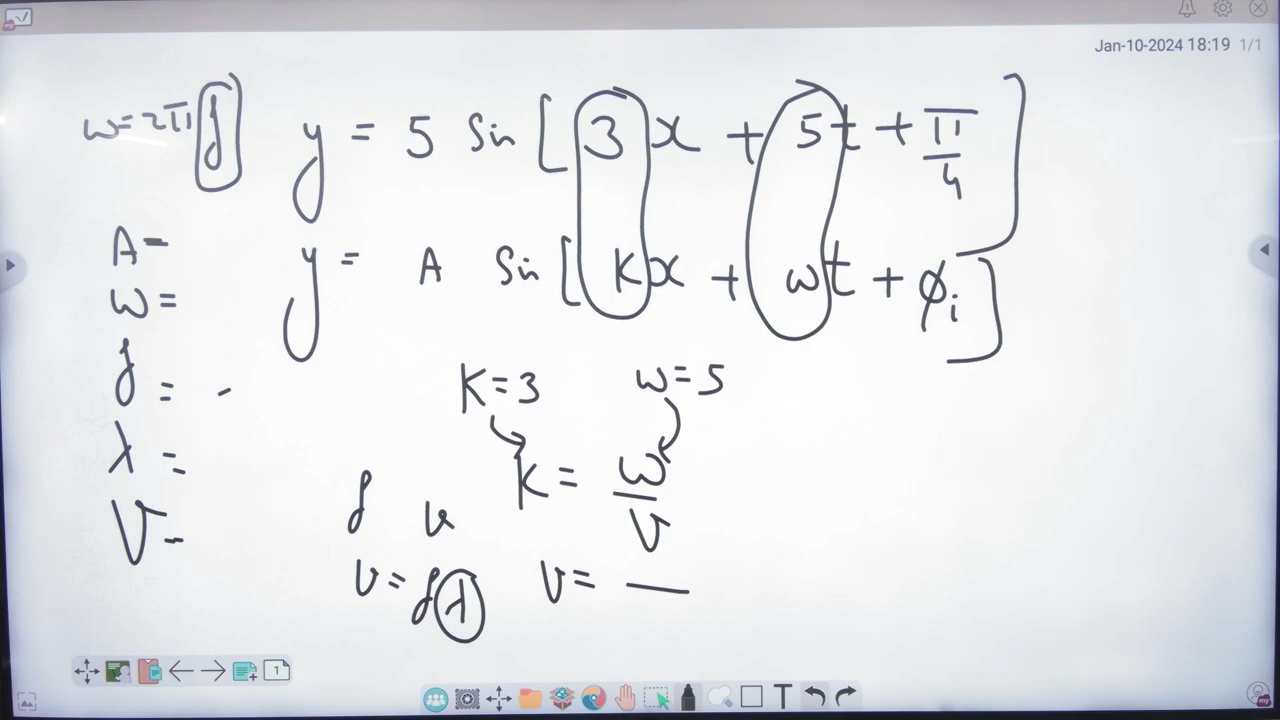 Jan-10-2024 18:19 1/1
ω=2π f
y = 5 Sin [ 3x + 5t + π/4 ]
y = A Sin [ Kx + ωt + ϕi ]
A=
ω=
f =
λ =
V=
K=3 ω=5
K = ω/V
f v
v= fλ v= —
1
T